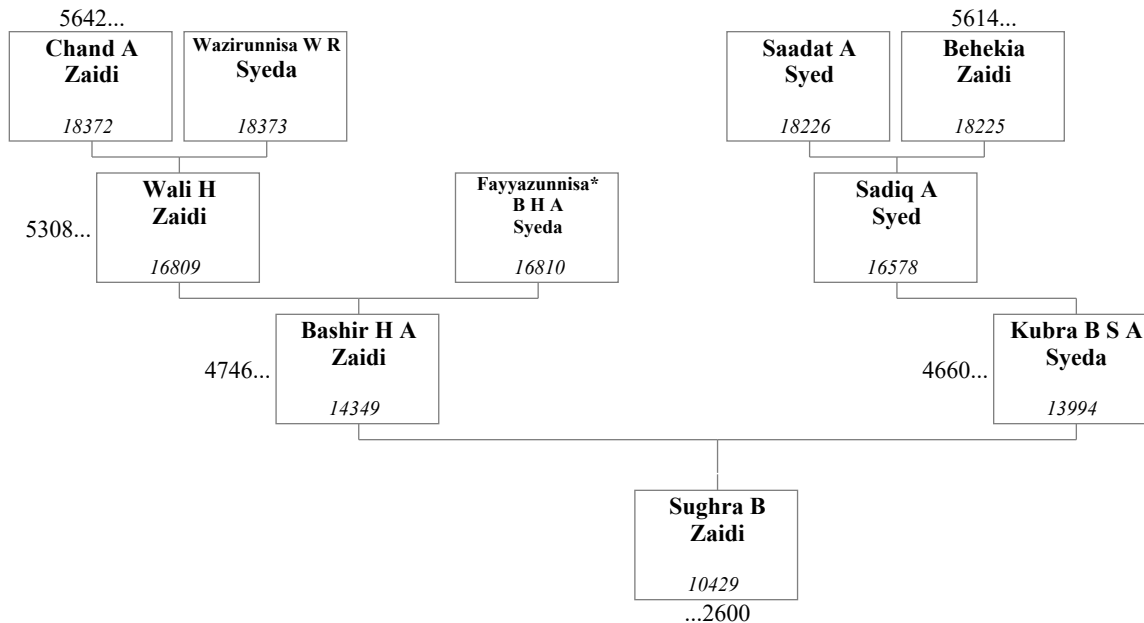 5642...
5614...
Chand A
Zaidi
18372
Wazirunnisa W R
Syeda
18373
Saadat A
Syed
18226
Behekia
Zaidi
18225
5308...
Wali H
Zaidi
16809
Fayyazunnisa*
B H A
Syeda
16810
Sadiq A
Syed
16578
4746...
Bashir H A
Zaidi
14349
4660...
Kubra B S A
Syeda
13994
Sughra B
Zaidi
10429
...2600